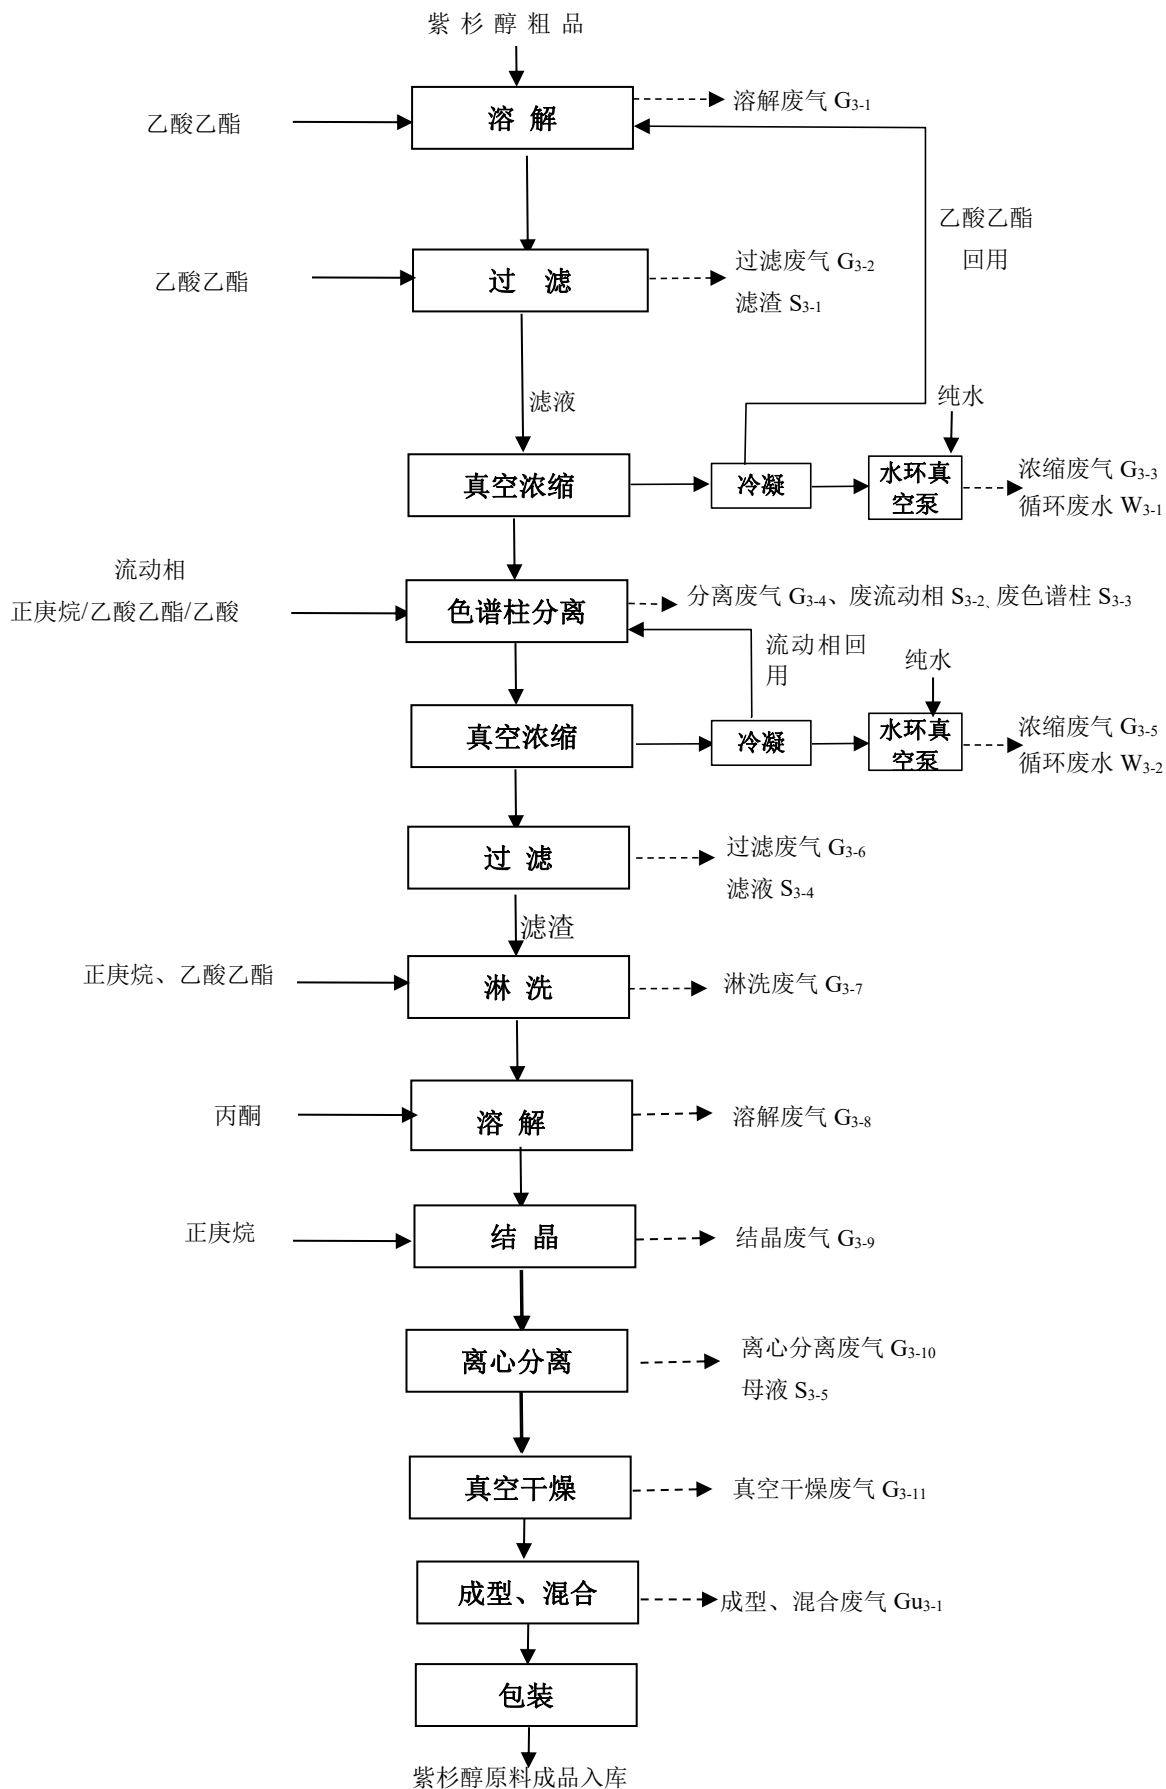 紫杉醇粗品
溶解
溶解废气 G3-1
乙酸乙酯
乙酸乙酯
回用
过滤
过滤废气 G3-2
滤渣 S3-1
乙酸乙酯
滤液
纯水
真空浓缩
冷凝
水环真
空泵
浓缩废气 G3-3
循环废水 W3-1
流动相
正庚烷/乙酸乙酯/乙酸
色谱柱分离
分离废气 G3-4、废流动相 S3-2、废色谱柱 S3-3
流动相回
用
纯水
真空浓缩
冷凝
水环真
空泵
浓缩废气 G3-5
循环废水 W3-2
过滤
过滤废气 G3-6
滤液 S3-4
滤渣
正庚烷、乙酸乙酯
淋洗
淋洗废气 G3-7
丙酮
溶解
溶解废气 G3-8
正庚烷
结晶
结晶废气 G3-9
离心分离
离心分离废气 G3-10
母液 S3-5
真空干燥
真空干燥废气 G3-11
成型、混合
成型、混合废气 Gu3-1
包装
紫杉醇原料成品入库